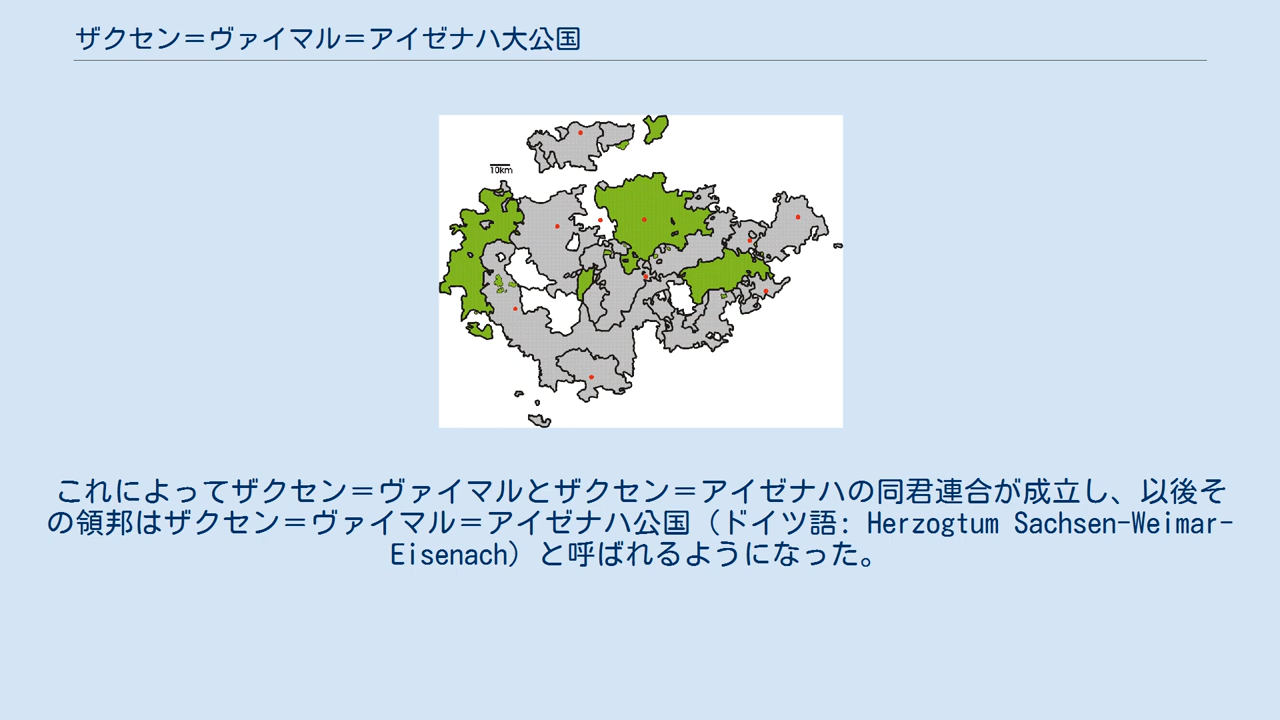 ザクセン＝ヴァイマル＝アイゼナハ大公国
10km
これによってザクセン＝ヴァイマルとザクセン＝アイゼナハの同君連合が成立し、以後そ
の領邦はザクセン＝ヴァイマル＝アイゼナハ公国（ドイツ語: Herzogtum Sachsen-Weimar-
Eisenach）と呼ばれるようになった。